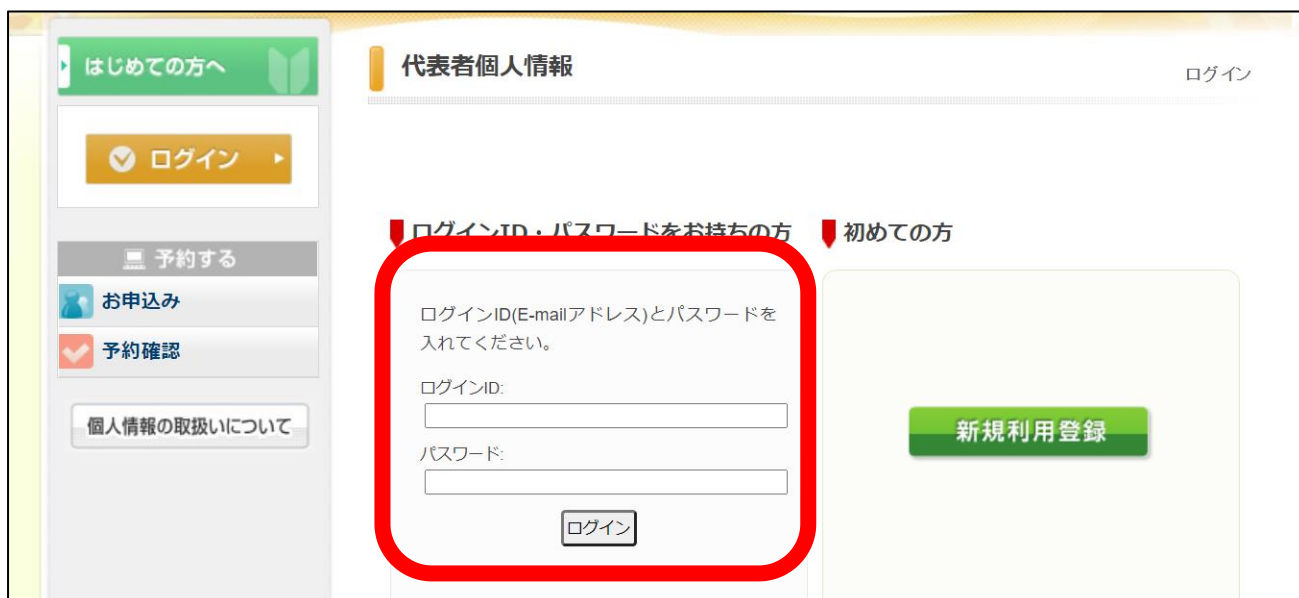 はじめての方へ
ログイン
予約する
お申込み
予約確認
個人情報の取扱いについて
代表者個人情報
ログイン
ログインID・パスワードをお持ちの方
ログインID(E-mailアドレス)とパスワードを
入れてください。
ログインID:
パスワード:
ログイン
初めての方
新規利用登録